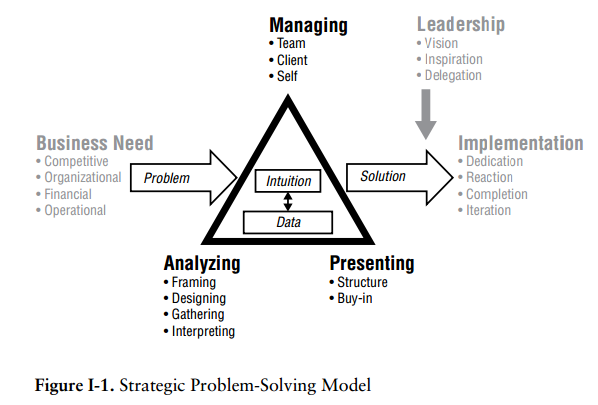 Managing
• Team
• Client
• Self
Leadership
• Vision
• Inspiration
• Delegation
Business Need
• Competitive
• Organizational
• Financial
• Operational
Problem
Intuition
Data
Solution
Implementation
• Dedication
• Reaction
• Completion
• Iteration
Analyzing
• Framing
• Designing
• Gathering
• Interpreting
Presenting
• Structure
• Buy-in
Figure I-1. Strategic Problem-Solving Model